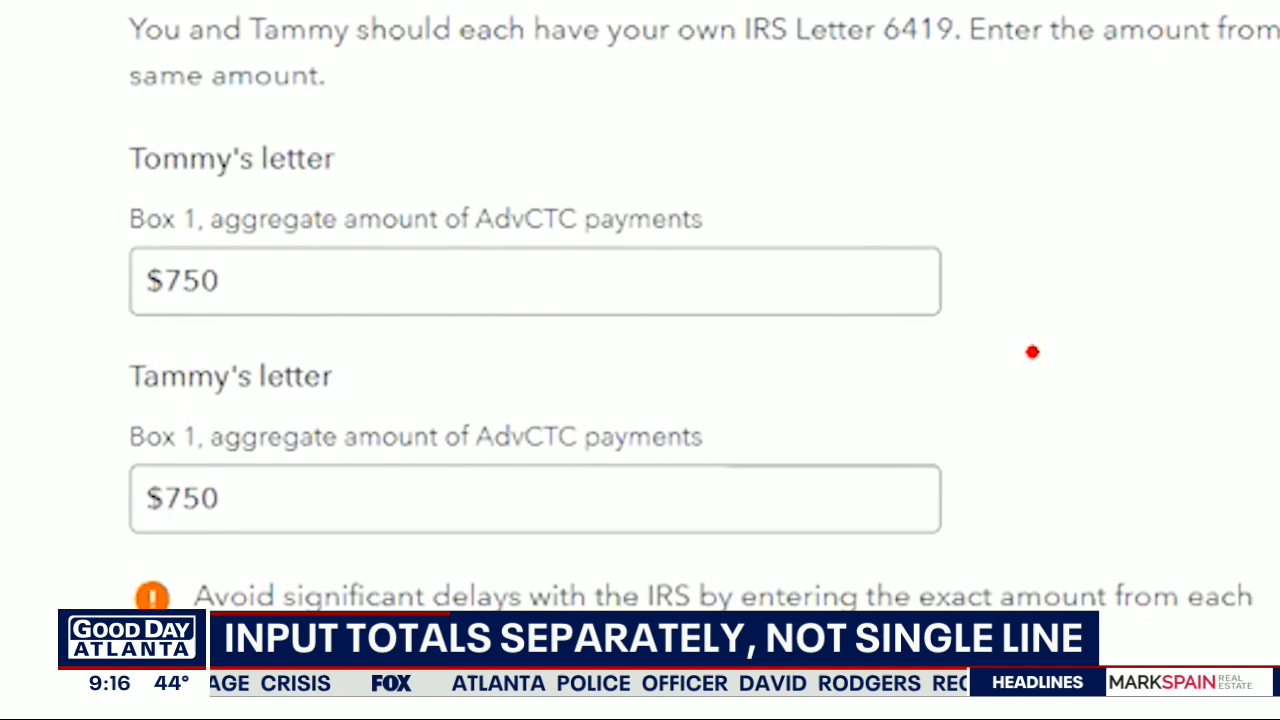 You and Tammy should each have your own IRS Letter 6419. Enter the amount from
same amount.
Tommy's letter
Box 1, aggregate amount of AdvCTC payments
$750
Tammy's letter
Box 1, aggregate amount of AdvCTC payments
$750
Avoid significant delays with the IRS by entering the exact amount from each
GOOD DAY
ATLANTA
INPUT TOTALS SEPARATELY, NOT SINGLE LINE
9:16 44°
AGE CRISIS FOX ATLANTA POLICE OFFICER DAVID RODGERS REC
HEADLINES
MARKSPAIN REAL ESTATE